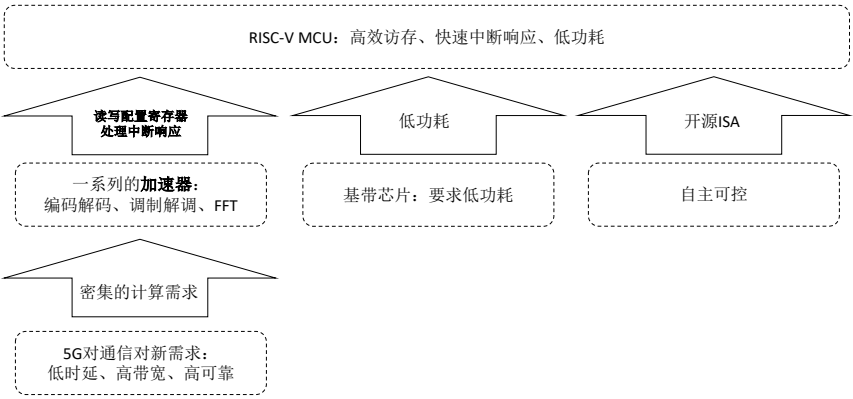 RISC-V MCU：高效访存、快速中断响应、低功耗
读写配置寄存器
处理中断响应
低功耗
开源ISA
一系列的加速器：
编码解码、调制解调、FFT
基带芯片：要求低功耗
自主可控
密集的计算需求
5G对通信对新需求：
低时延、高带宽、高可靠